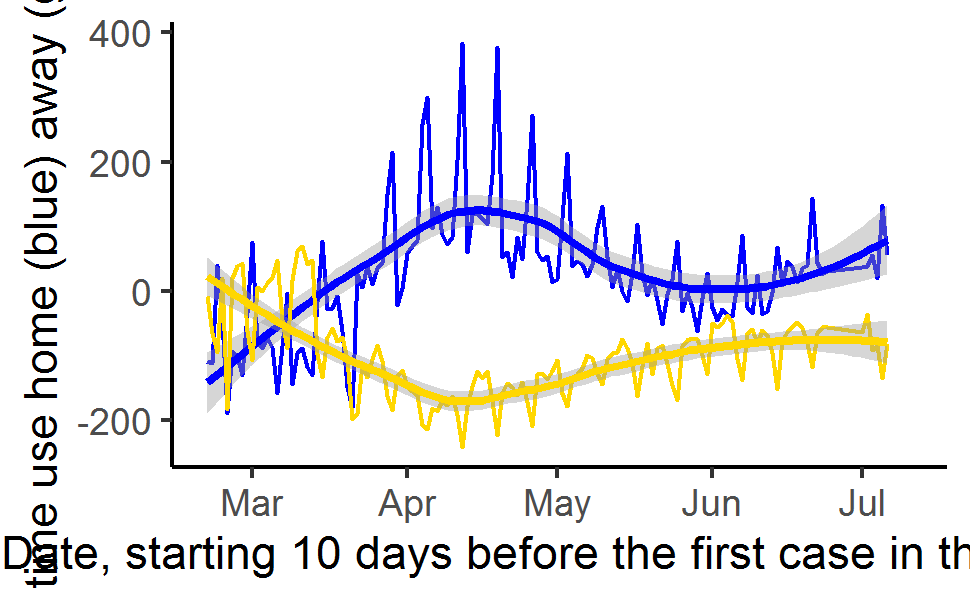 time use home (blue) away (
400
200
0
-200
Mar Apr May Jun Jul
Date, starting 10 days before the first case in th